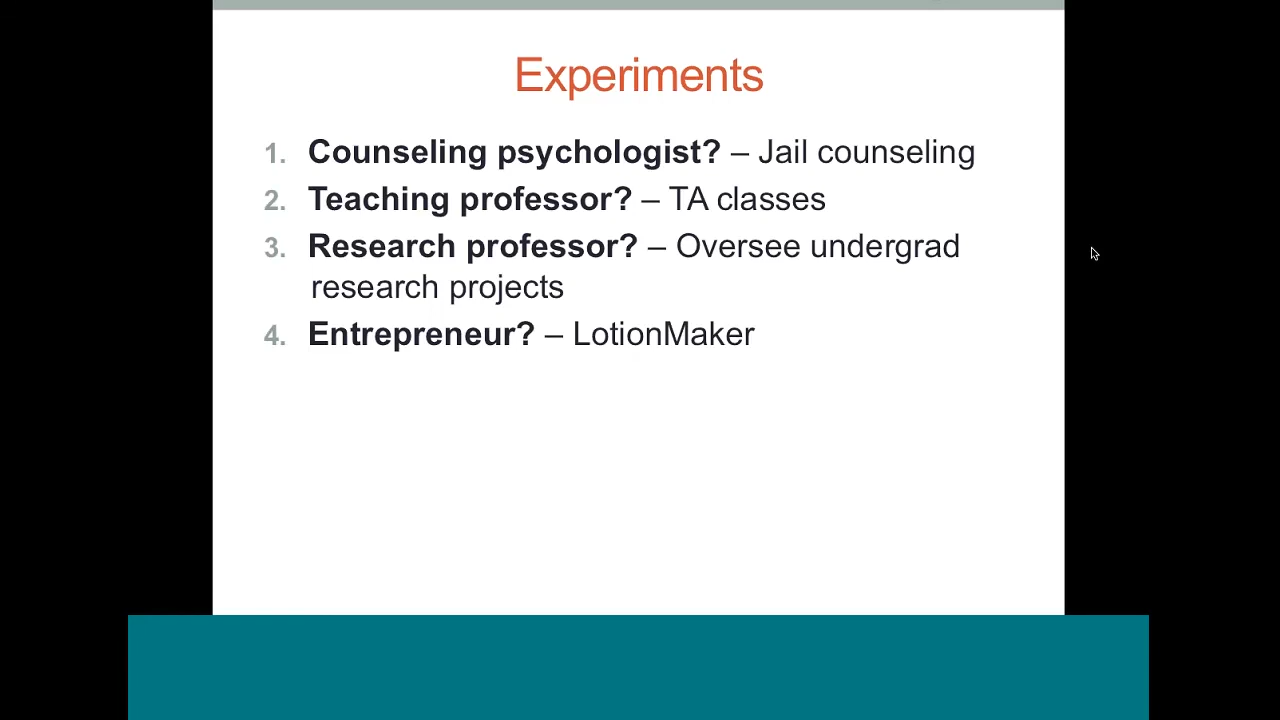 Experiments
1. Counseling psychologist? – Jail counseling
2. Teaching professor? – TA classes
3. Research professor? – Oversee undergrad
research projects
4. Entrepreneur? – LotionMaker